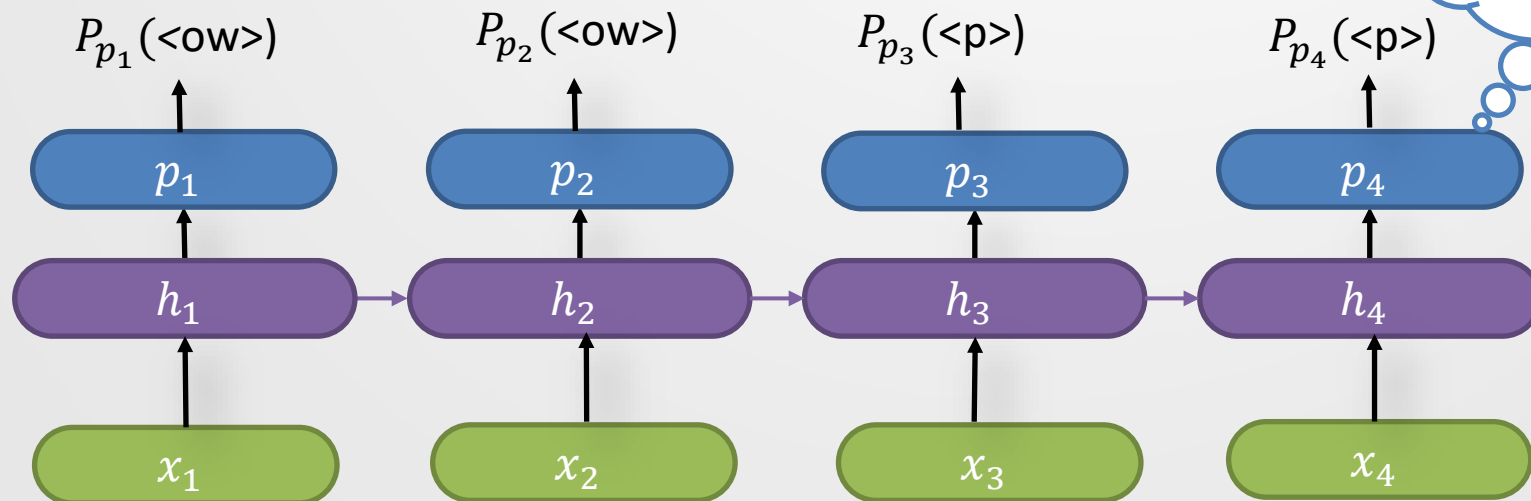 P_{p_1}(<ow>) P_{p_2}(<ow>) P_{p_3}(<p>) P_{p_4}(<p>)
p_1 p_2 p_3 p_4
h_1 h_2 h_3 h_4
x_1 x_2 x_3 x_4